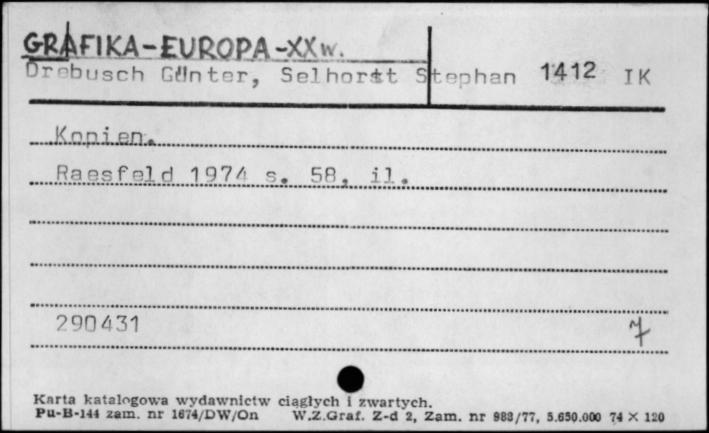 GRAFIKA-EUROPA-XXw.
Drebusch Günter, Selhorst Stephan 1412 IK
Kopien.
Raesfeld 1974 s. 58, il.
290431 7
Karta katalogowa wydawnictw ciągłych i zwartych.
Pu-B-144 zam. nr 1674/DW/On W.Z.Graf. Z-d 2, Zam. nr 988/77, 5.650.000 74 × 120